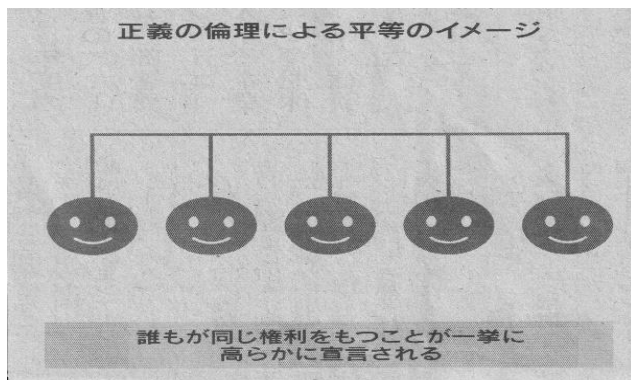 正義の倫理による平等のイメージ
誰もが同じ権利をもつことが一挙に
高らかに宣言される